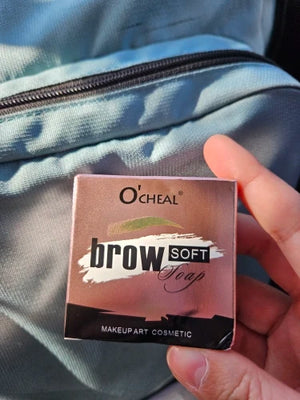 O'CHEAL®
brow SOFT
Soap
MAKEUP ART COSMETIC